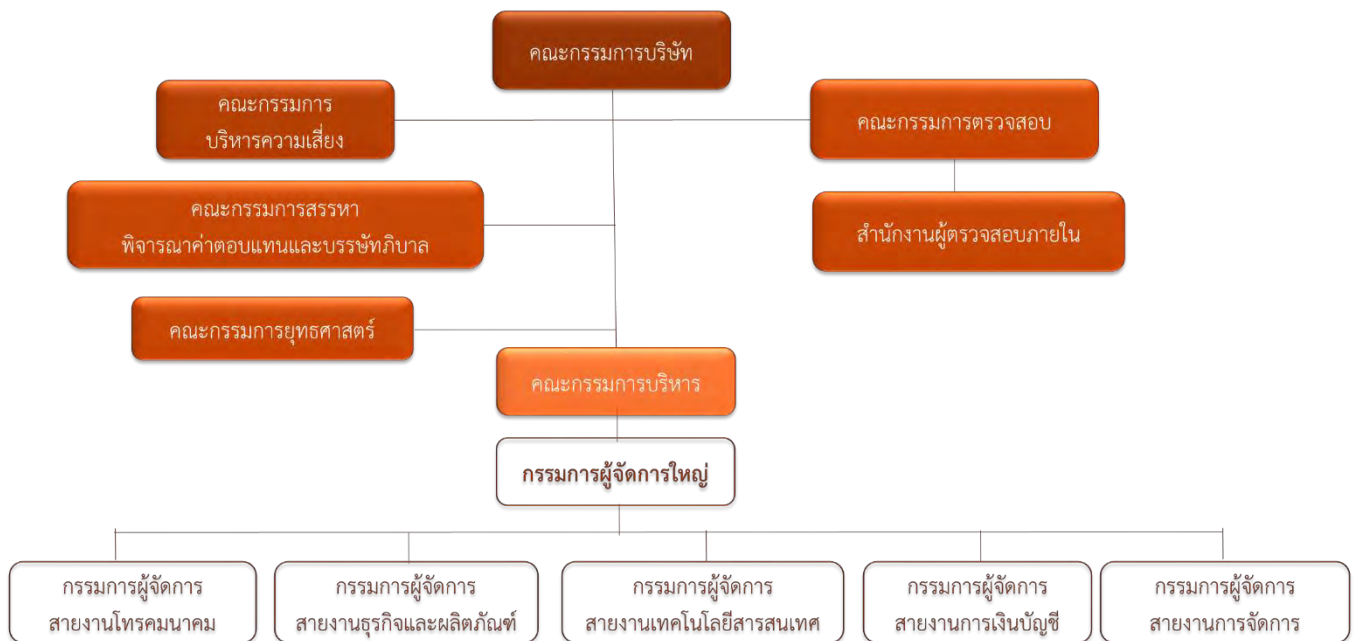 คณะกรรมการบริษัท
คณะกรรมการ
บริหารความเสี่ยง
คณะกรรมการตรวจสอบ
คณะกรรมการสรรหา
พิจารณาค่าตอบแทนและบรรษัทภิบาล
สำนักงานผู้ตรวจสอบภายใน
คณะกรรมการยุทธศาสตร์
คณะกรรมการบริหาร
กรรมการผู้จัดการใหญ่
กรรมการผู้จัดการ
สายงานโทรคมนาคม
กรรมการผู้จัดการ
สายงานธุรกิจและผลิตภัณฑ์
กรรมการผู้จัดการ
สายงานเทคโนโลยีสารสนเทศ
กรรมการผู้จัดการ
สายงานการเงินบัญชี
กรรมการผู้จัดการ
สายงานการจัดการ